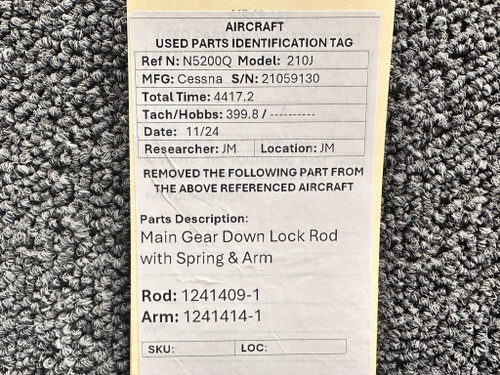 AIRCRAFT
USED PARTS IDENTIFICATION TAG
Ref N: N5200Q Model: 210J
MFG: Cessna S/N: 21059130
Total Time: 4417.2
Tach/Hobbs: 399.8 / ----------
Date: 11/24
Researcher: JM Location: JM
REMOVED THE FOLLOWING PART FROM
THE ABOVE REFERENCED AIRCRAFT
Parts Description:
Main Gear Down Lock Rod
with Spring & Arm
Rod: 1241409-1
Arm: 1241414-1
SKU: LOC: